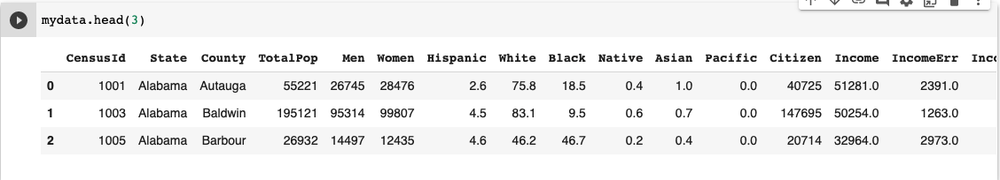 mydata.head(3)
CensusId State County TotalPop Men Women Hispanic White Black Native Asian Pacific Citizen Income IncomeErr
0 1001 Alabama Autauga 55221 26745 28476 2.6 75.8 18.5 0.4 1.0 0.0 40725 51281.0 2391.0
1 1003 Alabama Baldwin 195121 95314 99807 4.5 83.1 9.5 0.6 0.7 0.0 147695 50254.0 1263.0
2 1005 Alabama Barbour 26932 14497 12435 4.6 46.2 46.7 0.2 0.4 0.0 20714 32964.0 2973.0